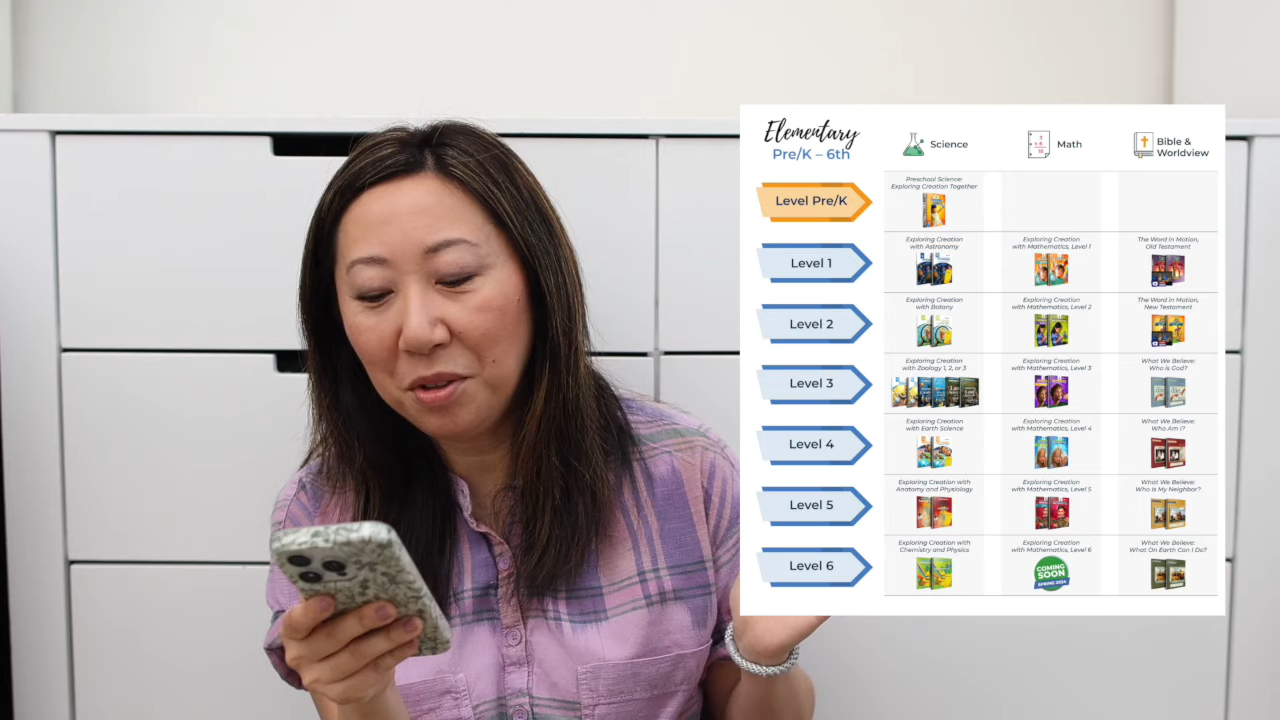 Elementary
Pre/K – 6th
Science
Math
Bible &
Worldview
Level Pre/K
Preschool Science:
Exploring Creation Together
Level 1
Exploring Creation
with Astronomy
Exploring Creation
with Mathematics, Level 1
The Word in Motion,
Old Testament
Level 2
Exploring Creation
with Botany
Exploring Creation
with Mathematics, Level 2
The Word in Motion,
New Testament
Level 3
Exploring Creation
with Zoology 1, 2, or 3
Exploring Creation
with Mathematics, Level 3
What We Believe:
Who is God?
Level 4
Exploring Creation
with Earth Science
Exploring Creation
with Mathematics, Level 4
What We Believe:
Who Am I?
Level 5
Exploring Creation with
Anatomy and Physiology
Exploring Creation
with Mathematics, Level 5
What We Believe:
Who Is My Neighbor?
Level 6
Exploring Creation with
Chemistry and Physics
Exploring Creation
with Mathematics, Level 6
COMING
SOON
SPRING 2024
What We Believe:
What On Earth Can I Do?